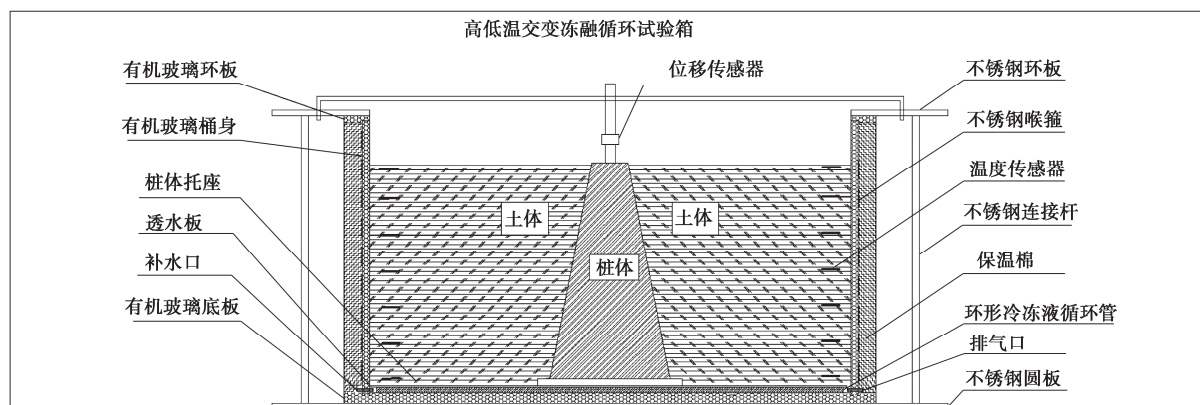 高低温交变冻融循环试验箱
有机玻璃环板
位移传感器
不锈钢环板
有机玻璃桶身
不锈钢喉箍
桩体托座
温度传感器
透水板
土体
土体
不锈钢连接杆
补水口
桩体
保温棉
有机玻璃底板
环形冷冻液循环管
排气口
不锈钢圆板